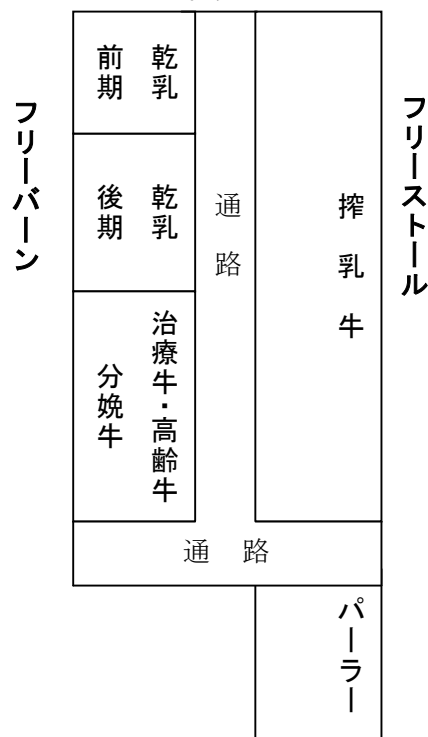 フリーバーン
乾乳
前期
乾乳
後期
治療牛・高齢牛
分娩牛
通路
搾乳牛
フリーストール
通路
パーラー